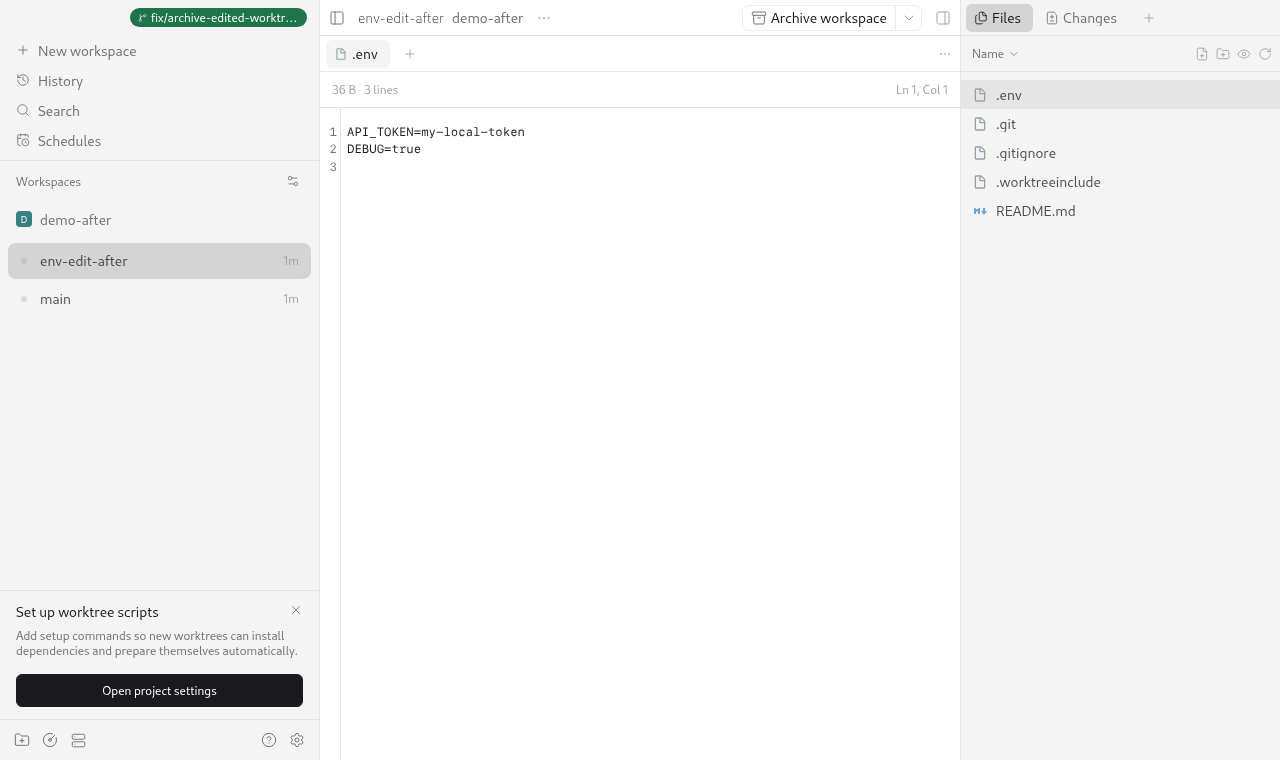 fix/archive-edited-worktr...
New workspace
History
Search
Schedules
Workspaces
D demo-after
env-edit-after 1m
main 1m
Set up worktree scripts
Add setup commands so new worktrees can install
dependencies and prepare themselves automatically.
Open project settings
env-edit-after demo-after
Archive workspace
.env
36 B 3 lines
Ln 1, Col 1
1 API_TOKEN=my-local-token
2 DEBUG=true
3
Files Changes
Name
.env
.git
.gitignore
.worktreeinclude
README.md